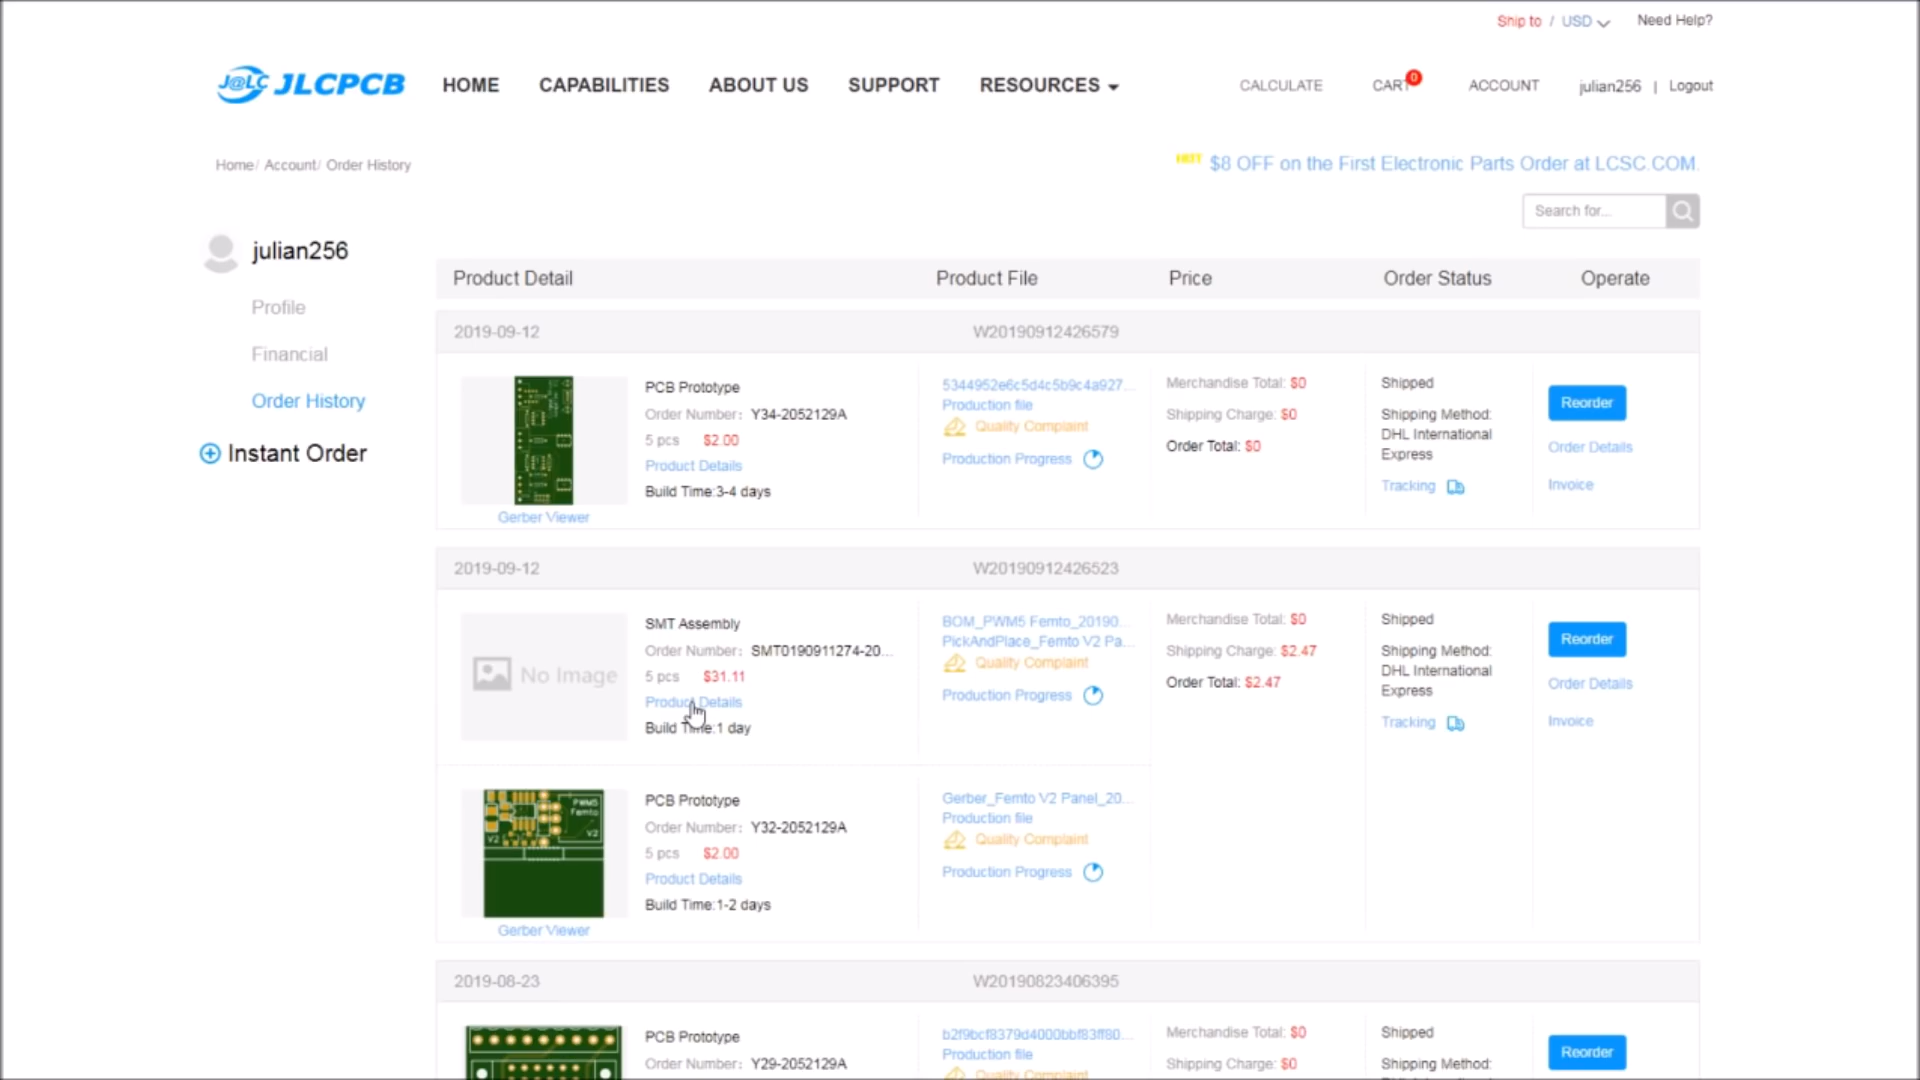 Ship to / USD Need Help?
J@LC JLCPCB HOME CAPABILITIES ABOUT US SUPPORT RESOURCES CALCULATE CART 0 ACCOUNT julian256 | Logout
Home/ Account/ Order History
HOT $8 OFF on the First Electronic Parts Order at LCSC.COM.
Search for...
julian256
Profile
Financial
Order History
Instant Order
Product Detail Product File Price Order Status Operate
2019-09-12 W20190912426579
PCB Prototype
Order Number: Y34-2052129A
5 pcs $2.00
Product Details
Build Time:3-4 days
Gerber Viewer
5344952e6c5d4c5b9c4a927...
Production file
Quality Complaint
Production Progress
Merchandise Total: $0
Shipping Charge: $0
Order Total: $0
Shipped
Shipping Method:
DHL International
Express
Tracking
Reorder
Order Details
Invoice
2019-09-12 W20190912426523
No Image
SMT Assembly
Order Number: SMT0190911274-20...
5 pcs $31.11
Product Details
Build Time:1 day
BOM_PWM5 Femto_20190...
PickAndPlace_Femto V2 Pa...
Quality Complaint
Production Progress
Merchandise Total: $0
Shipping Charge: $2.47
Order Total: $2.47
Shipped
Shipping Method:
DHL International
Express
Tracking
Reorder
Order Details
Invoice
PWM5
Femto
V2
V2
PCB Prototype
Order Number: Y32-2052129A
5 pcs $2.00
Product Details
Build Time:1-2 days
Gerber Viewer
Gerber_Femto V2 Panel_20...
Production file
Quality Complaint
Production Progress
2019-08-23 W20190823406395
PCB Prototype
Order Number: Y29-2052129A
b2f9bcf8379d4000bbf83ff80...
Production file
Quality Complaint
Merchandise Total: $0
Shipping Charge: $0
Shipped
Shipping Method:
Reorder